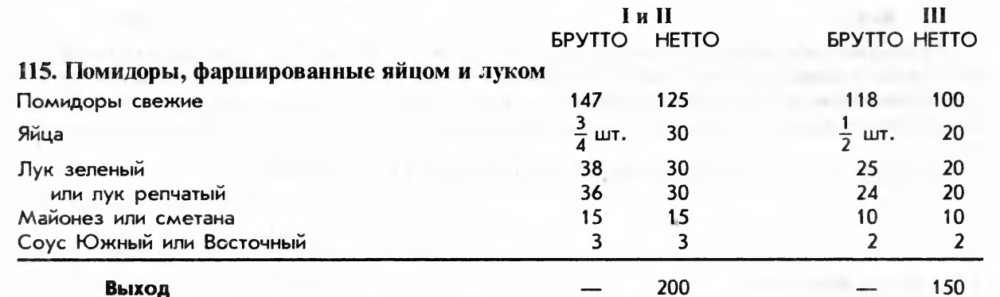 I и II III
БРУТТО НЕТТО БРУТТО НЕТТО
115. Помидоры, фаршированные яйцом и луком
Помидоры свежие 147 125 118 100
Яйца 3/4 шт. 30 1/2 шт. 20
Лук зеленый 38 30 25 20
или лук репчатый 36 30 24 20
Майонез или сметана 15 15 10 10
Соус Южный или Восточный 3 3 2 2
Выход — 200 — 150